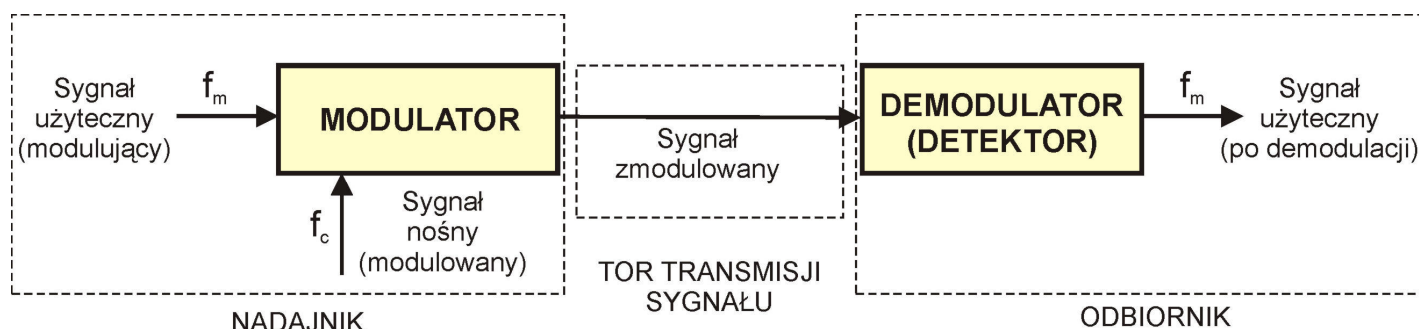 Sygnał
użyteczny
(modulujący)
f_m
MODULATOR
f_c
Sygnał
nośny
(modulowany)
NADAJNIK
Sygnał
zmodulowany
TOR TRANSMISJI
SYGNAŁU
DEMODULATOR
(DETEKTOR)
f_m
Sygnał
użyteczny
(po demodulacji)
ODBIORNIK